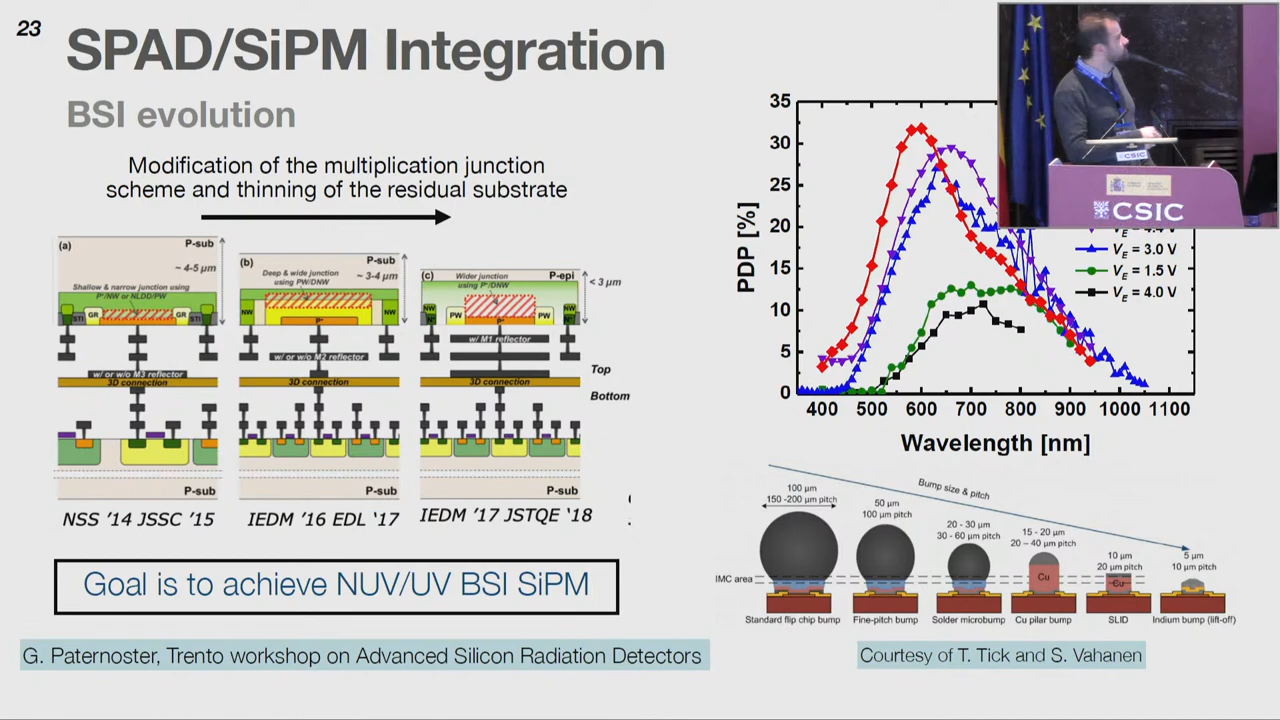 23
SPAD/SiPM Integration
BSI evolution
Modification of the multiplication junction
scheme and thinning of the residual substrate
(a)
P-sub
~ 4-5 µm
Shallow & narrow junction using
P⁺/NW or NLDD/PW
STI
GR
GR
STI
w/ or w/o M3 reflector
3D connection
P-sub
NSS '14 JSSC '15
(b)
P-sub
~ 3-4 µm
Deep & wide junction
using PW/DNW
NW
P⁺
NW
w/ or w/o M2 reflector
3D connection
P-sub
IEDM '16 EDL '17
(c)
P-epi
< 3 µm
Wider junction
using P⁺/DNW
NW
PW
P⁺
PW
NW
w/ M1 reflector
3D connection
Top
Bottom
P-sub
IEDM '17 JSTQE '18
Goal is to achieve NUV/UV BSI SiPM
G. Paternoster, Trento workshop on Advanced Silicon Radiation Detectors
35
30
25
20
15
10
5
0
PDP [%]
400 500 600 700 800 900 1000 1100
Wavelength [nm]
V_E = 4.4 V
V_E = 3.0 V
V_E = 1.5 V
V_E = 4.0 V
CSIC
CSIC
Bump size & pitch
100 µm
150 -200 µm pitch
50 µm
100 µm pitch
20 - 30 µm
30 - 60 µm pitch
15 - 20 µm
20 – 40 µm pitch
10 µm
20 µm pitch
5 µm
10 µm pitch
IMC area
Cu
Cu
Standard flip chip bump
Fine-pitch bump
Solder microbump
Cu pilar bump
SLID
Indium bump (lift-off)
Courtesy of T. Tick and S. Vahanen